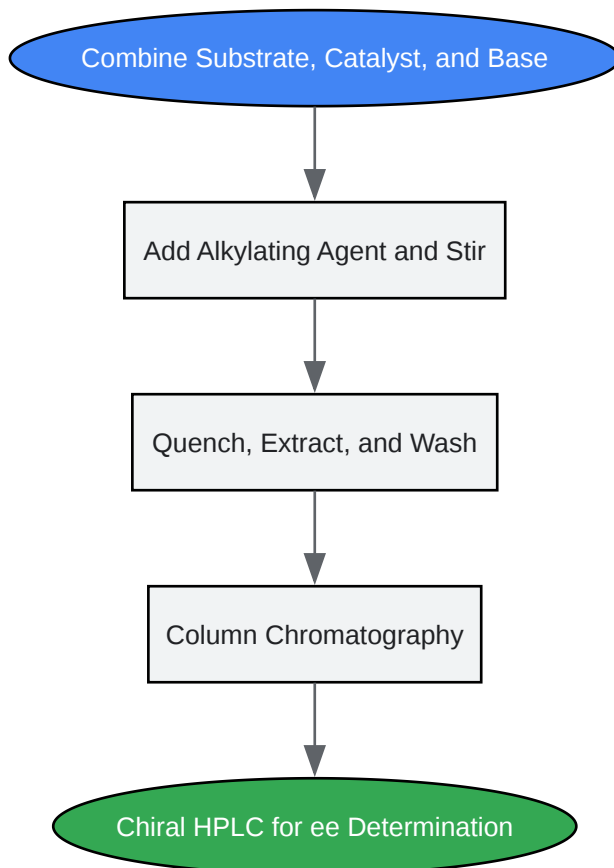 Combine Substrate, Catalyst, and Base
Add Alkylating Agent and Stir
Quench, Extract, and Wash
Column Chromatography
Chiral HPLC for ee Determination